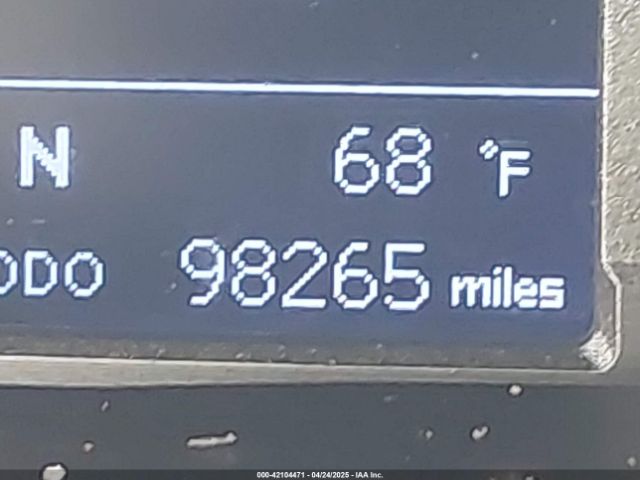 N 68 °F
ODO 98265 miles
000-42104471 - 04/24/2025 - IAA Inc.